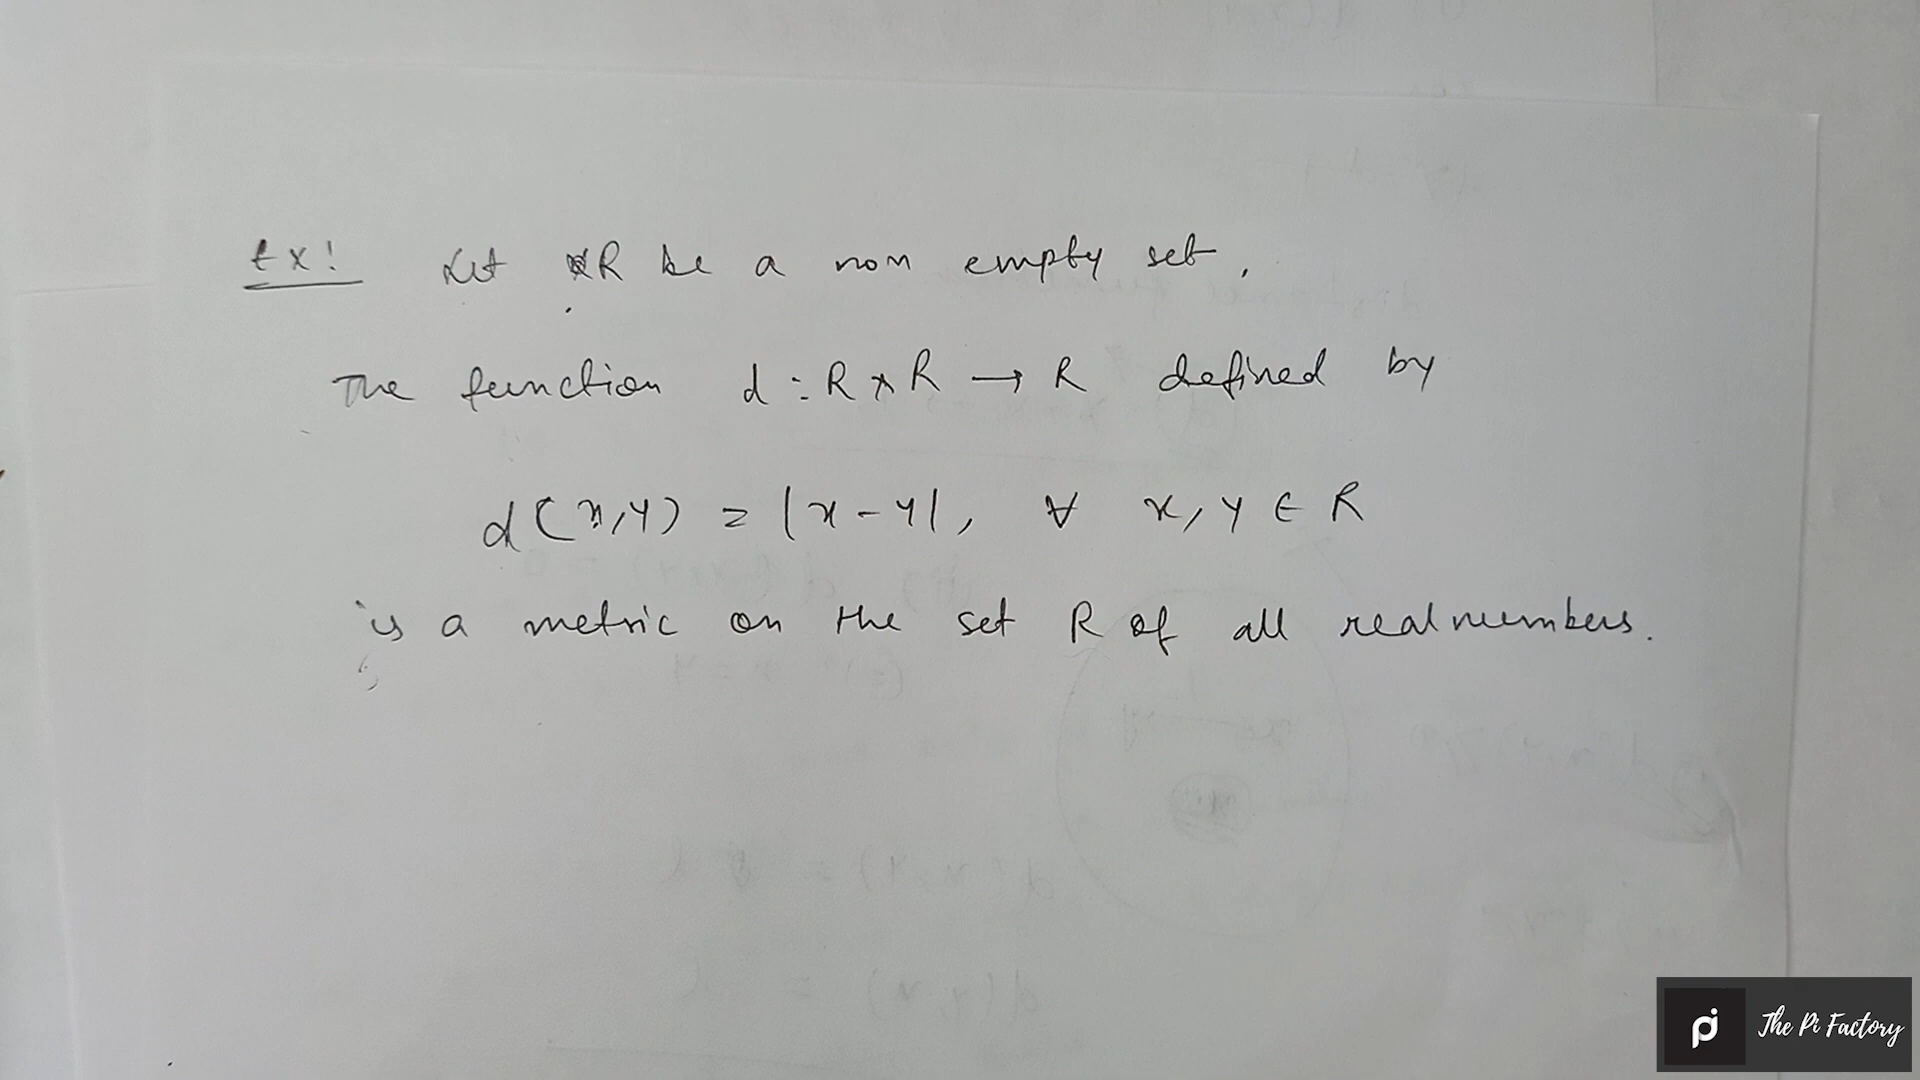 Ex! Let R be a non empty set,
The function d : R × R → R defined by
d(x,y) = |x-y|, ∀ x, y ∈ R
is a metric on the set R of all real numbers.
The Pi Factory